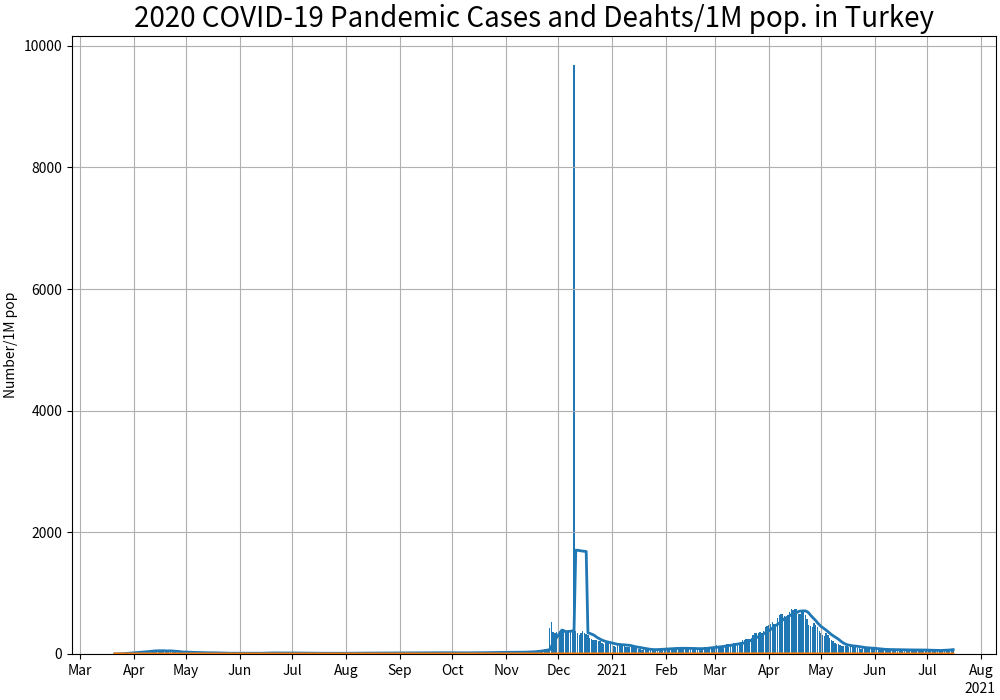 2020 COVID-19 Pandemic Cases and Deahts/1M pop. in Turkey
Number/1M pop
10000
8000
6000
4000
2000
0
Mar Apr May Jun Jul Aug Sep Oct Nov Dec 2021 Feb Mar Apr May Jun Jul Aug
2021